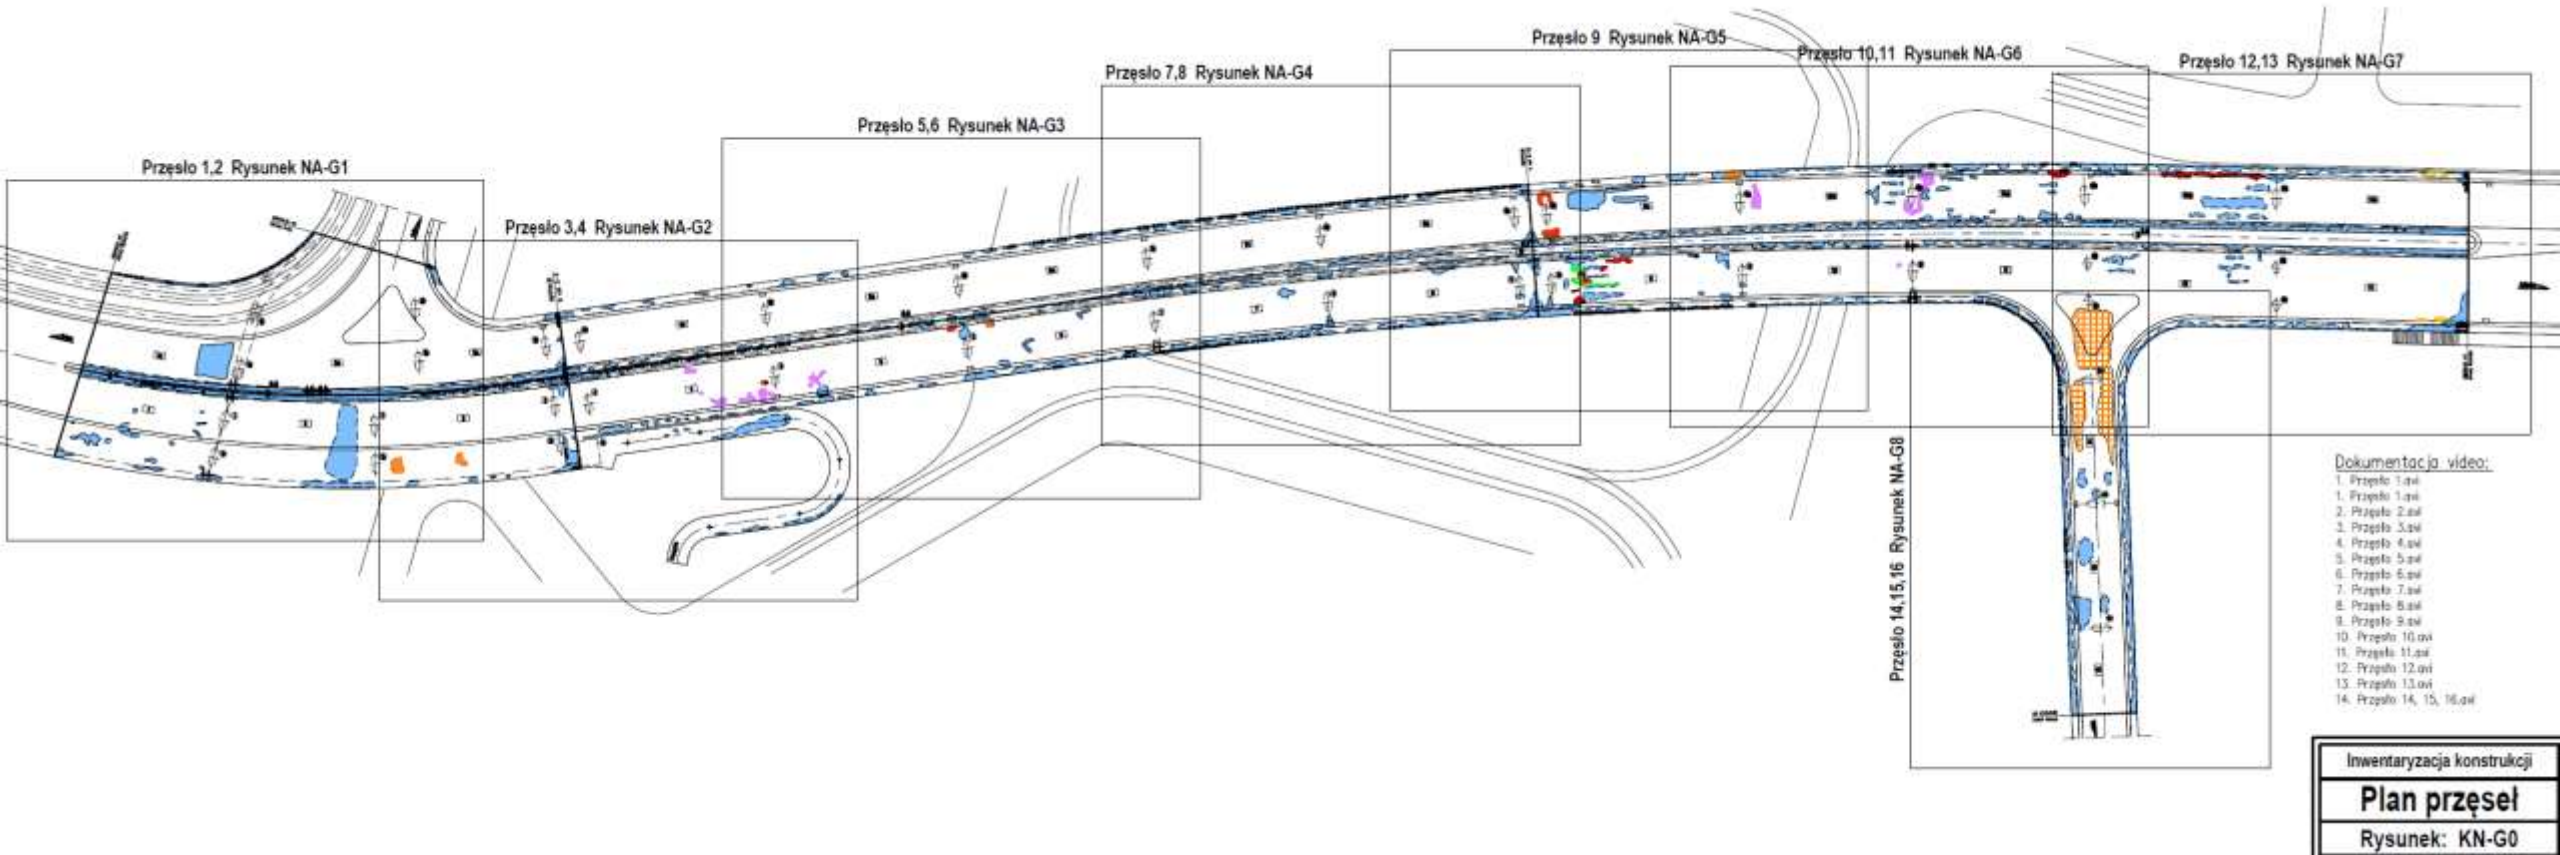 Przęsło 9 Rysunek NA-G5
Przęsło 10,11 Rysunek NA-G6
Przęsło 12,13 Rysunek NA-G7
Przęsło 7,8 Rysunek NA-G4
Przęsło 5,6 Rysunek NA-G3
Przęsło 1,2 Rysunek NA-G1
Przęsło 3,4 Rysunek NA-G2
Przęsło 14,15,16 Rysunek NA-G8
Dokumentacja video:
1. Przęsło 1.avi
1. Przęsło 1.avi
2. Przęsło 2.avi
3. Przęsło 3.avi
4. Przęsło 4.avi
5. Przęsło 5.avi
6. Przęsło 6.avi
7. Przęsło 7.avi
8. Przęsło 8.avi
9. Przęsło 9.avi
10. Przęsło 10.avi
11. Przęsło 11.avi
12. Przęsło 12.avi
13. Przęsło 13.avi
14. Przęsło 14, 15, 16.avi
Inwentaryzacja konstrukcji
Plan przęseł
Rysunek: KN-G0